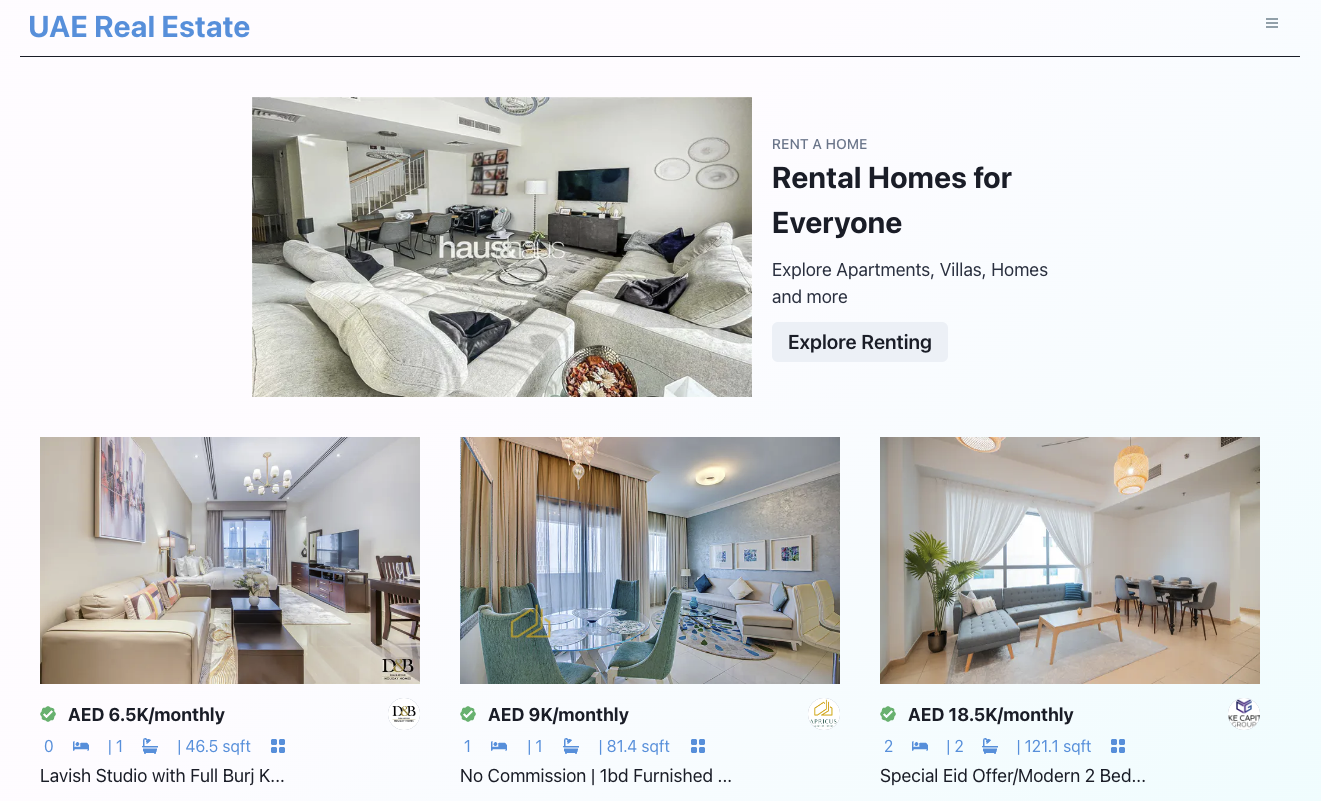 UAE Real Estate
haus&haus
RENT A HOME
Rental Homes for
Everyone
Explore Apartments, Villas, Homes
and more
Explore Renting
D&B
AED 6.5K/monthly
D&B
0 | 1 | 46.5 sqft
Lavish Studio with Full Burj K...
AED 9K/monthly
APRICUS
1 | 1 | 81.4 sqft
No Commission | 1bd Furnished ...
AED 18.5K/monthly
KE CAPIT
GROUP
2 | 2 | 121.1 sqft
Special Eid Offer/Modern 2 Bed...